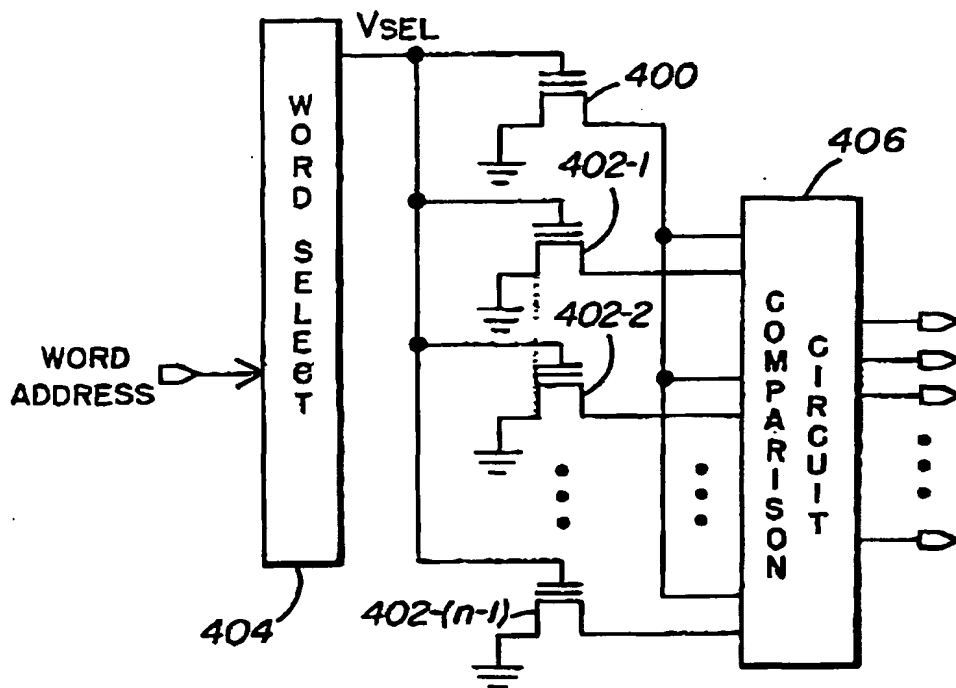 VSEL
WORD SELECT
400
402-1
406
402-2
WORD
ADDRESS
COMPARISON
CIRCUIT
402-(n-1)
404